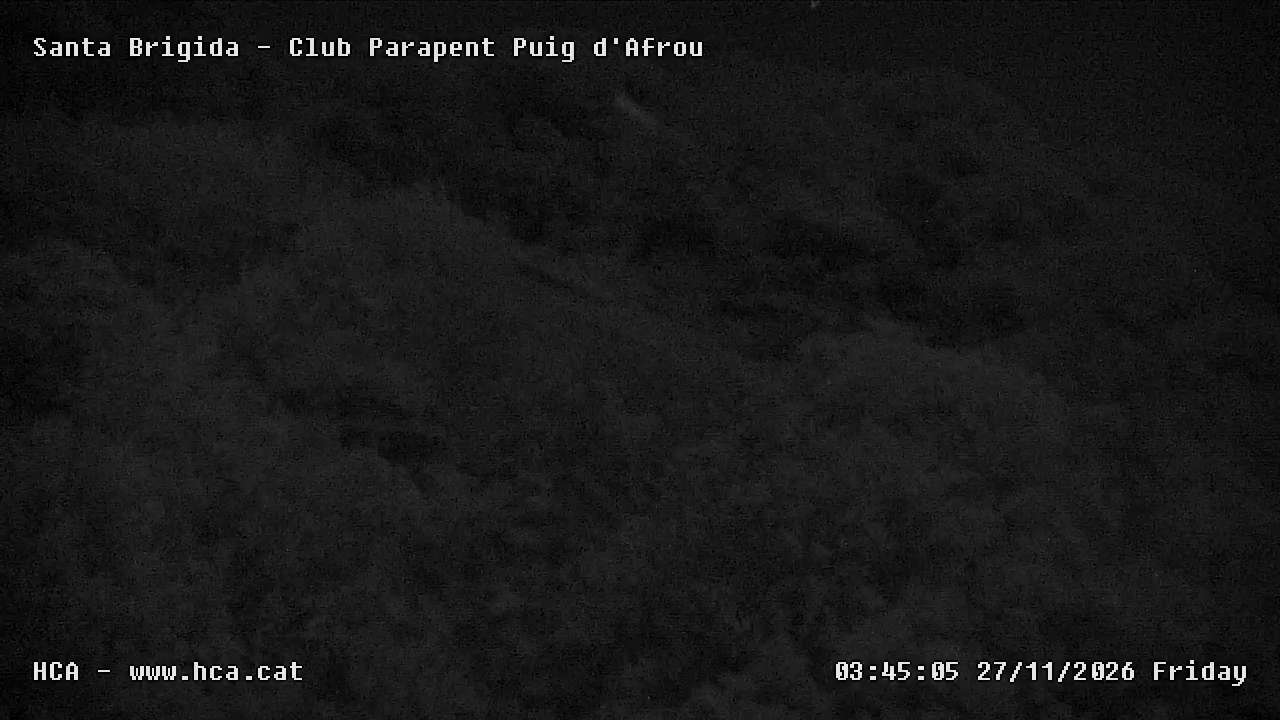 Santa Brigida - Club Parapent Puig d'Afrou
HCA - www.hca.cat
03:45:05 27/11/2026 Friday